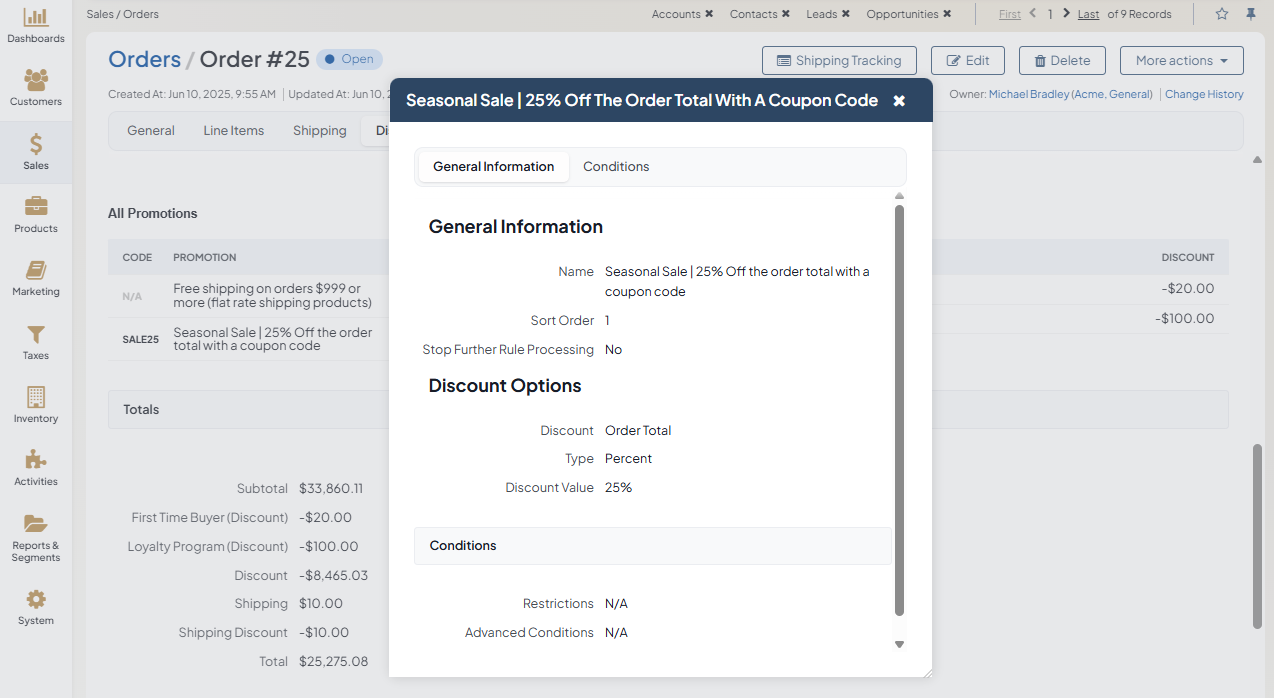 Dashboards
Customers
Sales
Products
Marketing
Taxes
Inventory
Activities
Reports &
Segments
System
Sales / Orders
Accounts ✖ Contacts ✖ Leads ✖ Opportunities ✖
First 1 Last of 9 Records
Orders / Order #25 Open
Shipping Tracking Edit Delete More actions
Created At: Jun 10, 2025, 9:55 AM Updated At: Jun 10,
Owner: Michael Bradley (Acme, General) Change History
General Line Items Shipping
All Promotions
CODE PROMOTION DISCOUNT
N/A Free shipping on orders $999 or
more (flat rate shipping products)
-$20.00
SALE25 Seasonal Sale | 25% Off the order
total with a coupon code
-$100.00
Totals
Subtotal $33,860.11
First Time Buyer (Discount) -$20.00
Loyalty Program (Discount) -$100.00
Discount -$8,465.03
Shipping $10.00
Shipping Discount -$10.00
Total $25,275.08
Seasonal Sale | 25% Off The Order Total With A Coupon Code ✖
General Information Conditions
General Information
Name Seasonal Sale | 25% Off the order total with a
coupon code
Sort Order 1
Stop Further Rule Processing No
Discount Options
Discount Order Total
Type Percent
Discount Value 25%
Conditions
Restrictions N/A
Advanced Conditions N/A